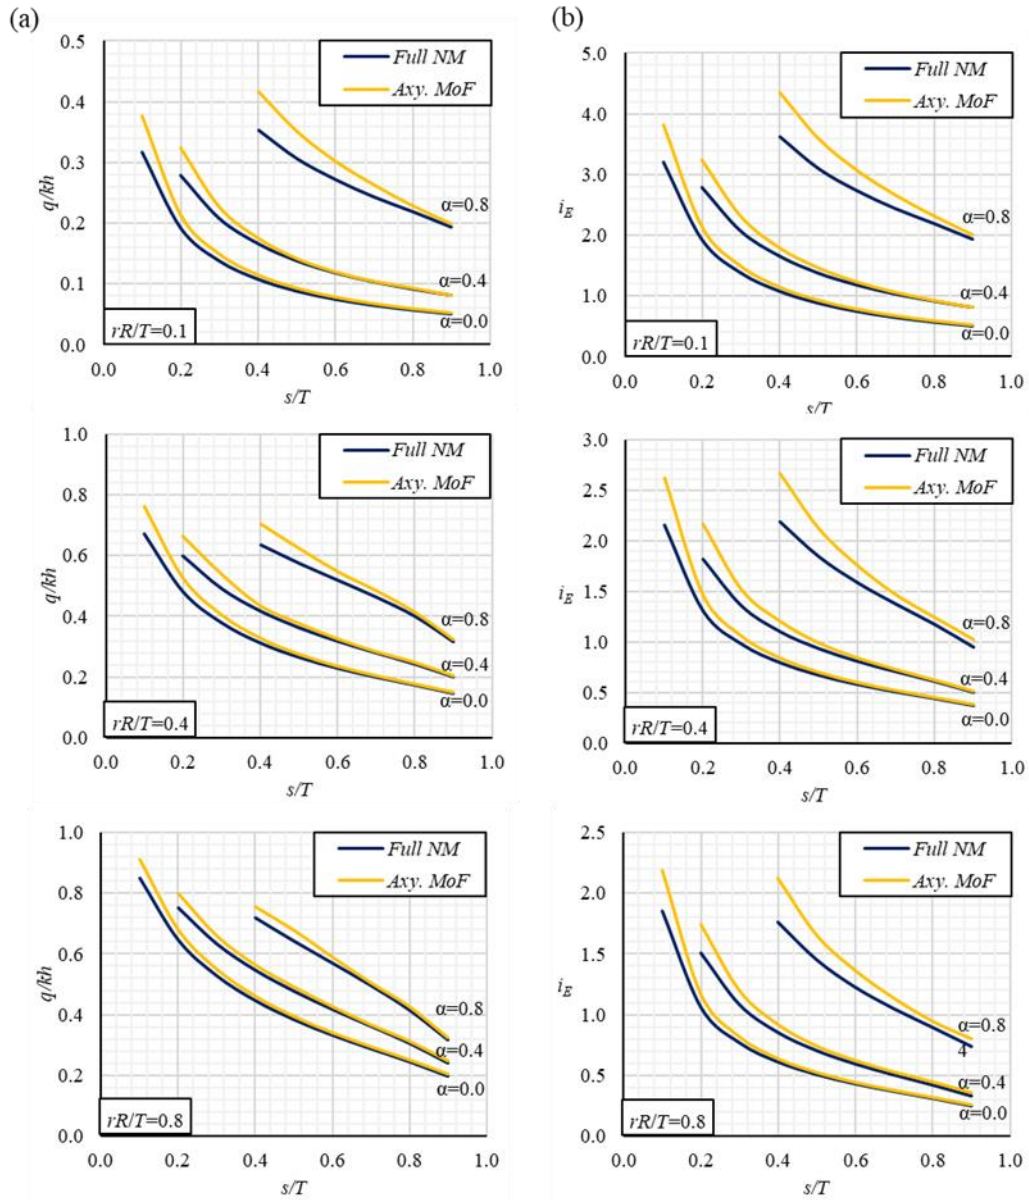 (a)
(b)
0.5
0.4
0.3
0.2
0.1
0.0
q/kh
Full NM
Axy. MoF
α=0.8
α=0.4
α=0.0
rR/T=0.1
0.0 0.2 0.4 0.6 0.8 1.0
s/T
5.0
4.0
3.0
2.0
1.0
0.0
iE
Full NM
Axy. MoF
α=0.8
α=0.4
α=0.0
rR/T=0.1
0.0 0.2 0.4 0.6 0.8 1.0
s/T
1.0
0.8
0.6
0.4
0.2
0.0
q/kh
Full NM
Axy. MoF
α=0.8
α=0.4
α=0.0
rR/T=0.4
0.0 0.2 0.4 0.6 0.8 1.0
s/T
3.0
2.5
2.0
1.5
1.0
0.5
0.0
iE
Full NM
Axy. MoF
α=0.8
α=0.4
α=0.0
rR/T=0.4
0.0 0.2 0.4 0.6 0.8 1.0
s/T
1.0
0.8
0.6
0.4
0.2
0.0
q/kh
Full NM
Axy. MoF
α=0.8
α=0.4
α=0.0
rR/T=0.8
0.0 0.2 0.4 0.6 0.8 1.0
s/T
2.5
2.0
1.5
1.0
0.5
0.0
iE
Full NM
Axy. MoF
α=0.8
4
α=0.4
α=0.0
rR/T=0.8
0.0 0.2 0.4 0.6 0.8 1.0
s/T